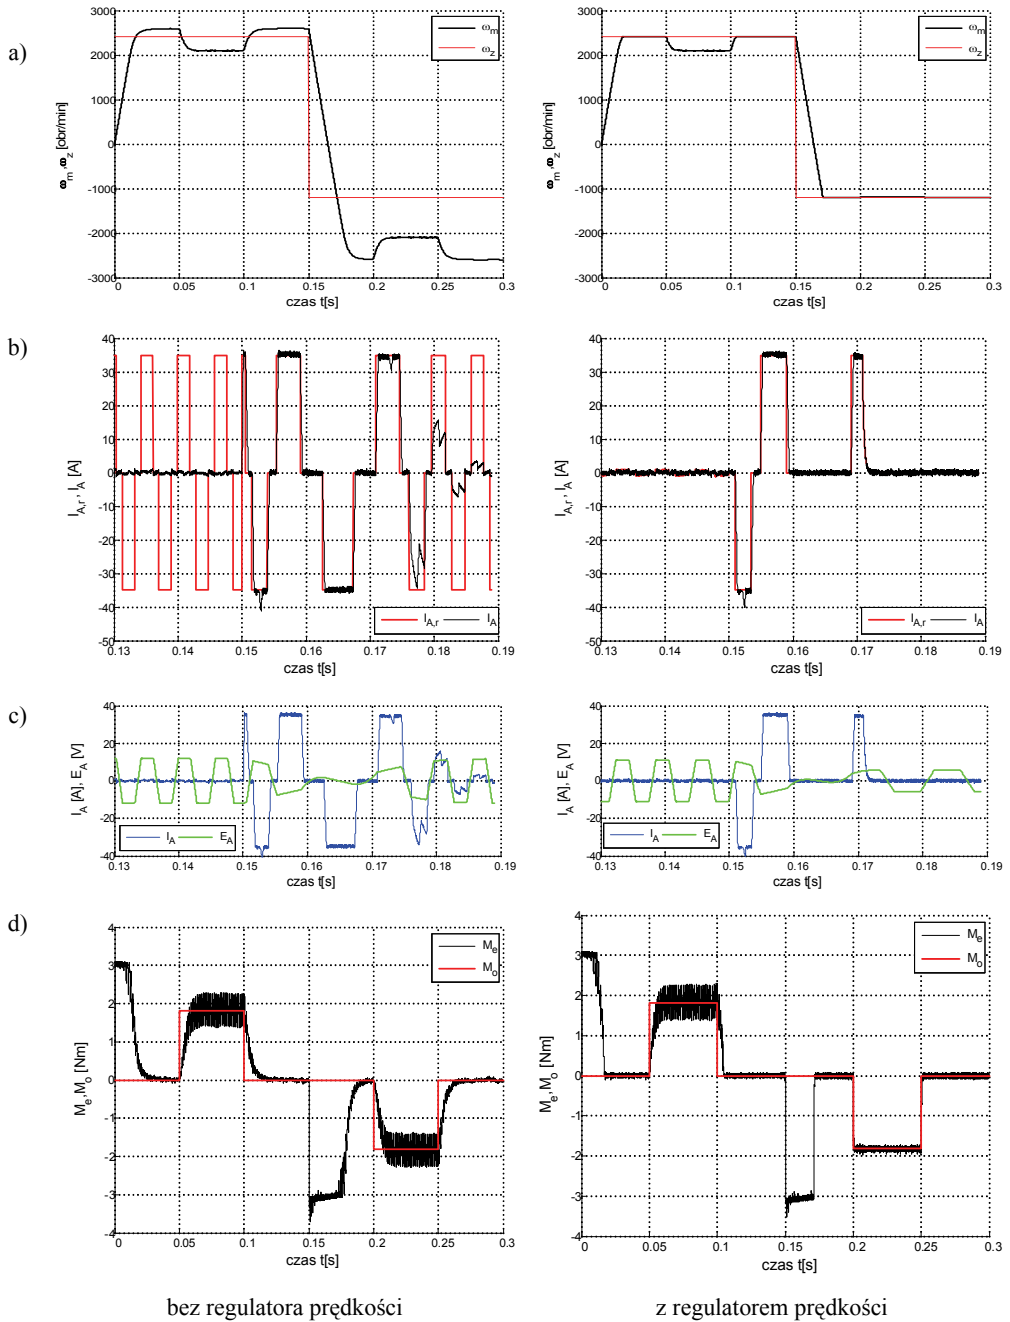 a)
3000
2000
1000
0
-1000
-2000
-3000
0 0.05 0.1 0.15 0.2 0.25 0.3
ω_m, ω_z [obr/min]
czas t[s]
ω_m
ω_z
3000
2000
1000
0
-1000
-2000
-3000
0 0.05 0.1 0.15 0.2 0.25 0.3
ω_m, ω_z [obr/min]
czas t[s]
ω_m
ω_z
b)
40
30
20
10
0
-10
-20
-30
-40
-50
0.13 0.14 0.15 0.16 0.17 0.18 0.19
I_A,r, I_A [A]
czas t[s]
I_A,r I_A
40
30
20
10
0
-10
-20
-30
-40
-50
0.13 0.14 0.15 0.16 0.17 0.18 0.19
I_A,r, I_A [A]
czas t[s]
I_A,r I_A
c)
40
20
0
-20
-40
0.13 0.14 0.15 0.16 0.17 0.18 0.19
I_A [A], E_A [V]
czas t[s]
I_A E_A
40
20
0
-20
-40
0.13 0.14 0.15 0.16 0.17 0.18 0.19
I_A [A], E_A [V]
czas t[s]
I_A E_A
d)
4
3
2
1
0
-1
-2
-3
-4
0 0.05 0.1 0.15 0.2 0.25 0.3
M_e, M_o [Nm]
czas t[s]
M_e
M_o
4
3
2
1
0
-1
-2
-3
-4
0 0.05 0.1 0.15 0.2 0.25 0.3
M_e, M_o [Nm]
czas t[s]
M_e
M_o
bez regulatora prędkości
z regulatorem prędkości